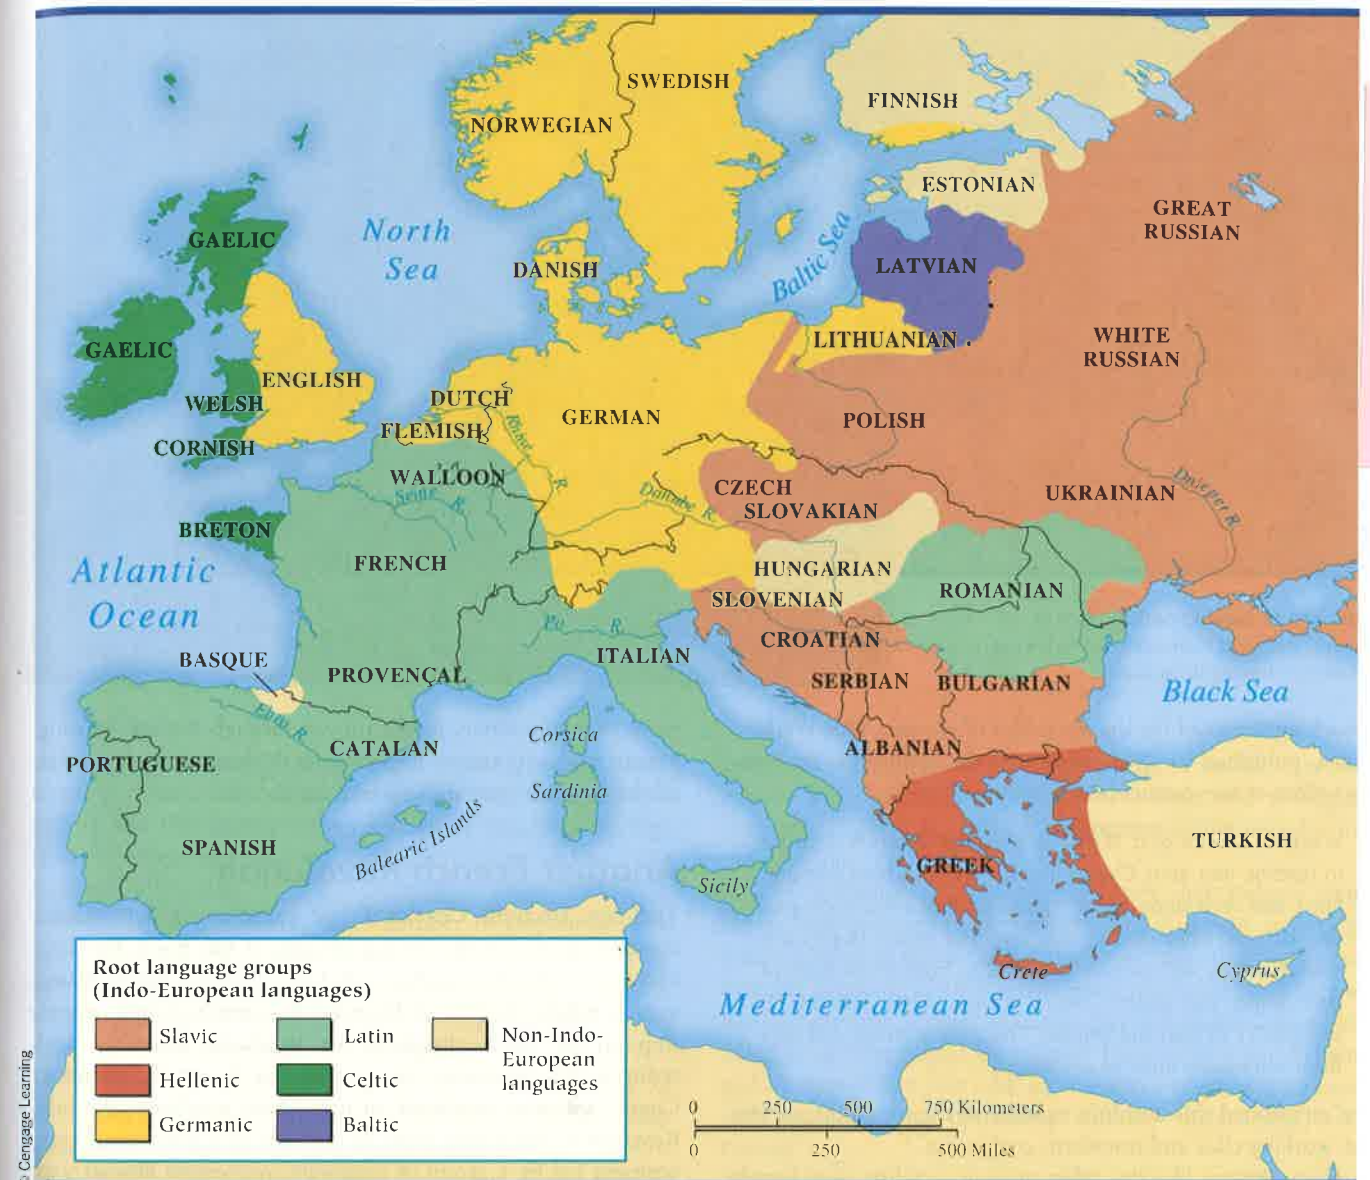 SWEDISH
FINNISH
NORWEGIAN
ESTONIAN
GREAT
RUSSIAN
GAELIC
North
Sea
Baltic Sea
DANISH
LATVIAN
GAELIC
LITHUANIAN
WHITE
RUSSIAN
ENGLISH
WELSH
DUTCH
FLEMISH
GERMAN
POLISH
CORNISH
Rhine R.
WALLOON
Seine R.
Danube R.
CZECH
SLOVAKIAN
UKRAINIAN
Dnieper R.
BRETON
FRENCH
Atlantic
Ocean
HUNGARIAN
SLOVENIAN
ROMANIAN
Po R.
CROATIAN
ITALIAN
BASQUE
PROVENÇAL
SERBIAN
BULGARIAN
Black Sea
Ebro R.
Corsica
CATALAN
ALBANIAN
PORTUGUESE
Sardinia
Balearic Islands
SPANISH
TURKISH
GREEK
Sicily
Crete
Cyprus
Mediterranean Sea
Root language groups
(Indo-European languages)
Slavic
Latin
Non-Indo-
European
languages
Hellenic
Celtic
Germanic
Baltic
0 250 500 750 Kilometers
0 250 500 Miles
Cengage Learning